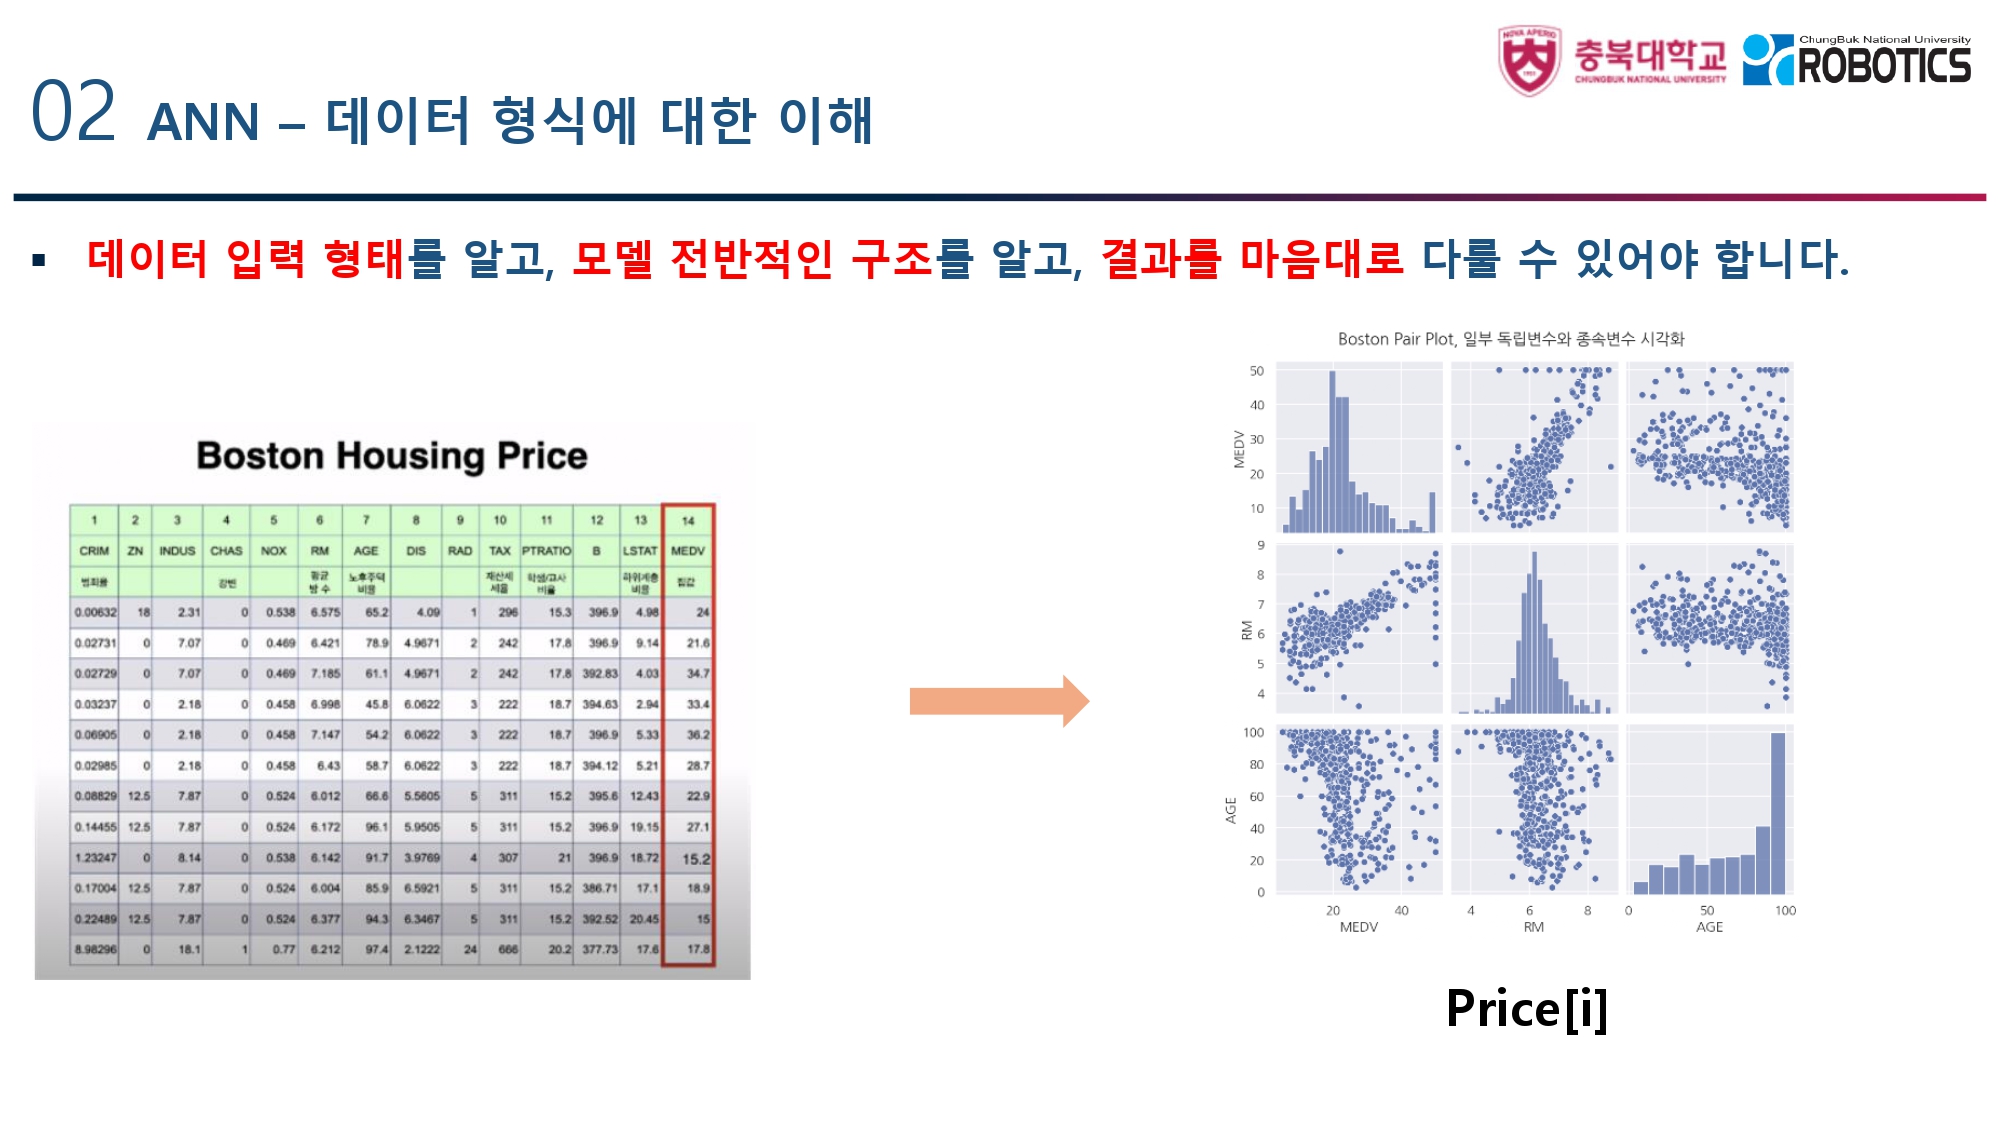 NOVA APERIO
충북대학교
CHUNGBUK NATIONAL UNIVERSITY
ChungBuk National University
ROBOTICS
02 ANN – 데이터 형식에 대한 이해
▪ 데이터 입력 형태를 알고, 모델 전반적인 구조를 알고, 결과를 마음대로 다룰 수 있어야 합니다.
Boston Housing Price
1 2 3 4 5 6 7 8 9 10 11 12 13 14
CRIM ZN INDUS CHAS NOX RM AGE DIS RAD TAX PTRATIO B LSTAT MEDV
범죄율 강변 평균 방 수 노후주택 비율 재산세 세율 학생/교사 비율 하위계층 비율 집값
0.00632 18 2.31 0 0.538 6.575 65.2 4.09 1 296 15.3 396.9 4.98 24
0.02731 0 7.07 0 0.469 6.421 78.9 4.9671 2 242 17.8 396.9 9.14 21.6
0.02729 0 7.07 0 0.469 7.185 61.1 4.9671 2 242 17.8 392.83 4.03 34.7
0.03237 0 2.18 0 0.458 6.998 45.8 6.0622 3 222 18.7 394.63 2.94 33.4
0.06905 0 2.18 0 0.458 7.147 54.2 6.0622 3 222 18.7 396.9 5.33 36.2
0.02985 0 2.18 0 0.458 6.43 58.7 6.0622 3 222 18.7 394.12 5.21 28.7
0.08829 12.5 7.87 0 0.524 6.012 66.6 5.5605 5 311 15.2 395.6 12.43 22.9
0.14455 12.5 7.87 0 0.524 6.172 96.1 5.9505 5 311 15.2 396.9 19.15 27.1
1.23247 0 8.14 0 0.538 6.142 91.7 3.9769 4 307 21 396.9 18.72 15.2
0.17004 12.5 7.87 0 0.524 6.004 85.9 6.5921 5 311 15.2 386.71 17.1 18.9
0.22489 12.5 7.87 0 0.524 6.377 94.3 6.3467 5 311 15.2 392.52 20.45 15
8.98296 0 18.1 1 0.77 6.212 97.4 2.1222 24 666 20.2 377.73 17.6 17.8
Boston Pair Plot, 일부 독립변수와 종속변수 시각화
50
40
30
20
10
MEDV
9
8
7
6
5
4
RM
100
80
60
40
20
0
AGE
20 40 4 6 8 0 50 100
MEDV RM AGE
Price[i]